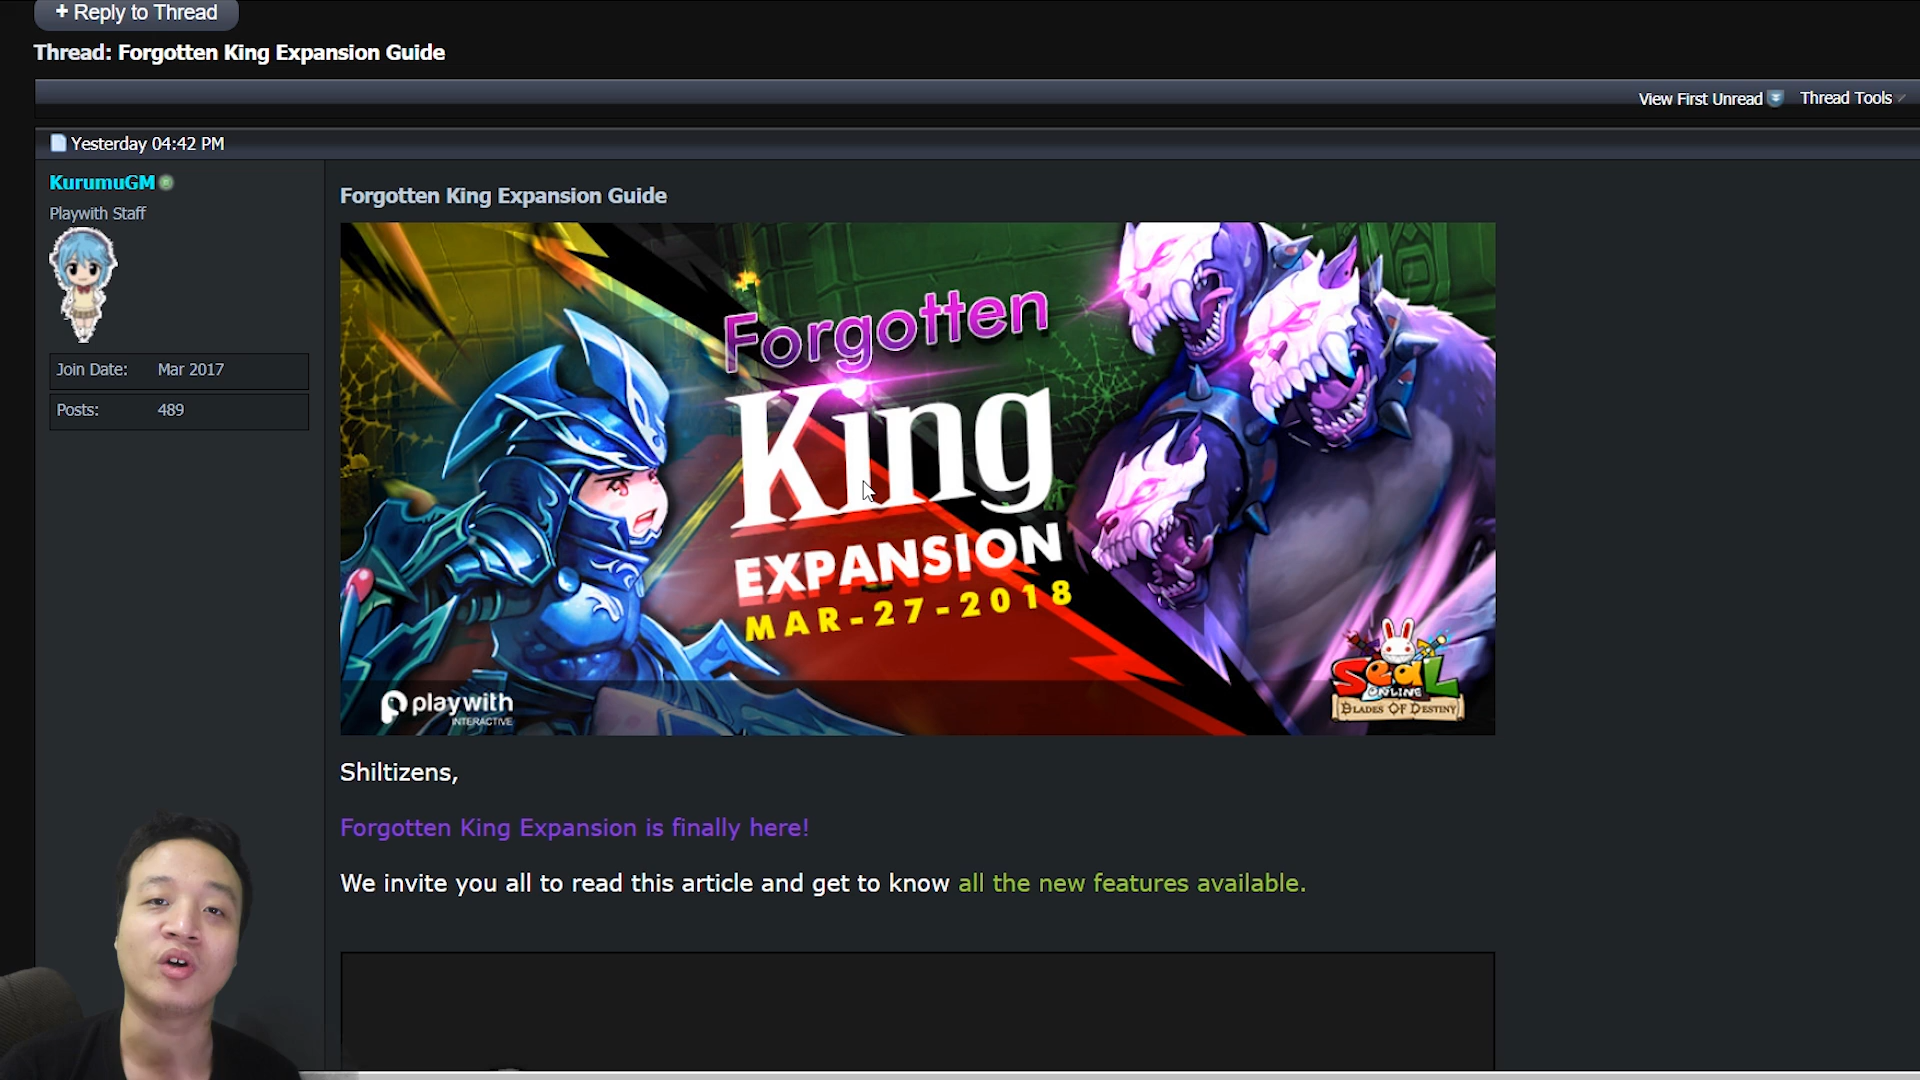 + Reply to Thread
Thread: Forgotten King Expansion Guide
View First Unread Thread Tools
Yesterday 04:42 PM
KurumuGM
Playwith Staff
Join Date: Mar 2017
Posts: 489
Forgotten King Expansion Guide
Forgotten
King
EXPANSION
MAR-27-2018
playwith
INTERACTIVE
SeaL
ONLINE
BLADES OF DESTINY
Shiltizens,
Forgotten King Expansion is finally here!
We invite you all to read this article and get to know all the new features available.